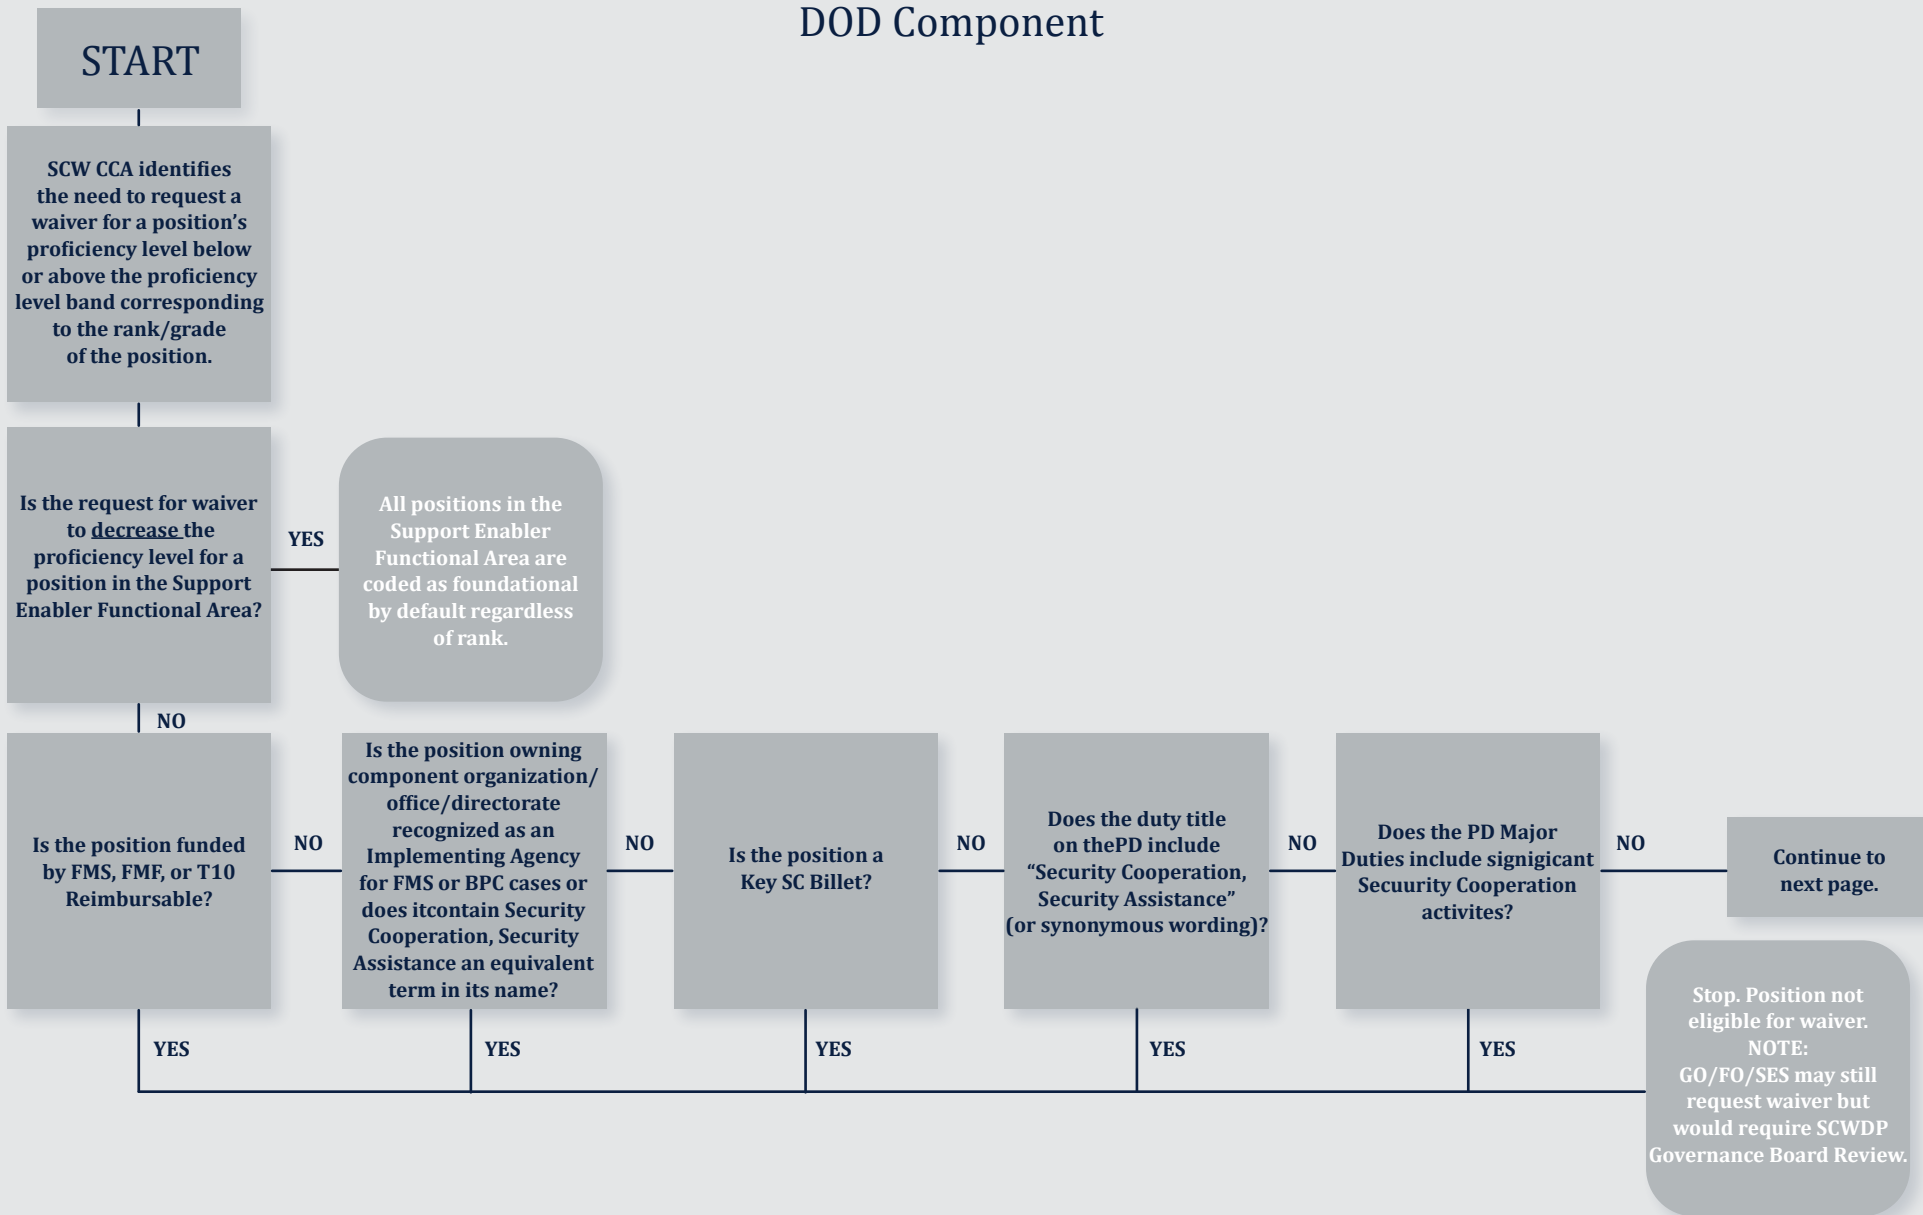 DOD Component
START
SCW CCA identifies
the need to request a
waiver for a position’s
proficiency level below
or above the proficiency
level band corresponding
to the rank/grade
of the position.
Is the request for waiver
to decrease the
proficiency level for a
position in the Support
Enabler Functional Area?
YES
All positions in the
Support Enabler
Functional Area are
coded as foundational
by default regardless
of rank.
NO
Is the position funded
by FMS, FMF, or T10
Reimbursable?
NO
Is the position owning
component organization/
office/directorate
recognized as an
Implementing Agency
for FMS or BPC cases or
does itcontain Security
Cooperation, Security
Assistance an equivalent
term in its name?
NO
Is the position a
Key SC Billet?
NO
Does the duty title
on thePD include
“Security Cooperation,
Security Assistance”
(or synonymous wording)?
NO
Does the PD Major
Duties include signigicant
Secuurity Cooperation
activites?
NO
Continue to
next page.
YES
YES
YES
YES
YES
Stop. Position not
eligible for waiver.
NOTE:
GO/FO/SES may still
request waiver but
would require SCWDP
Governance Board Review.